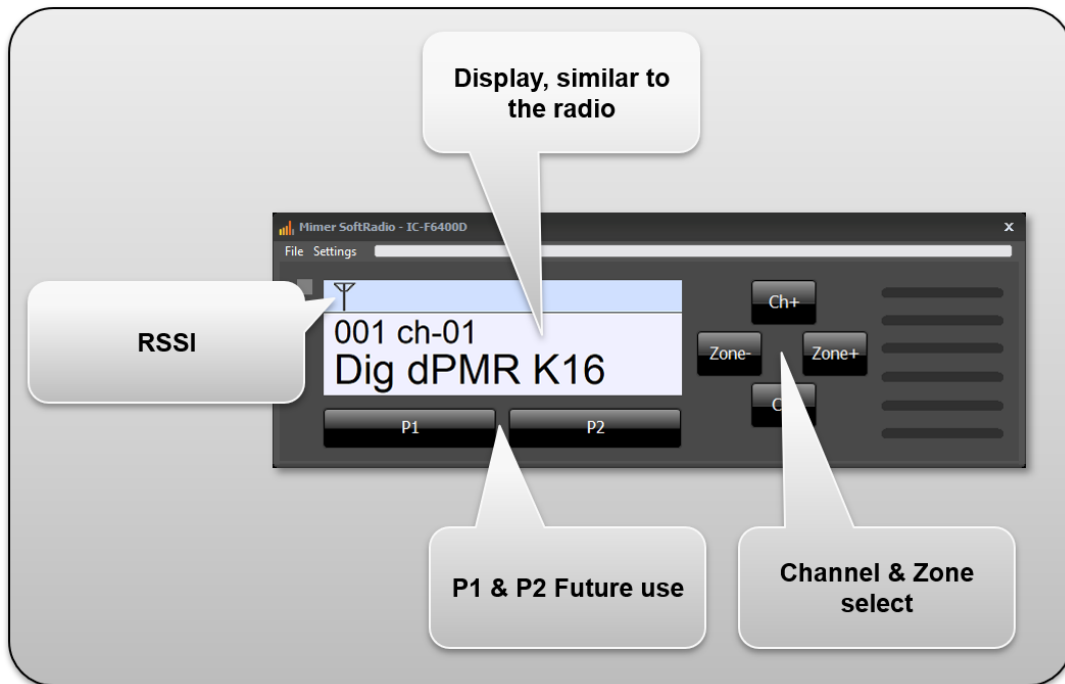 Display, similar to
the radio
Mimer SoftRadio - IC-F6400D
x
File Settings
RSSI
001 ch-01
Dig dPMR K16
Ch+
Zone-
Zone+
P1
P2
P1 & P2 Future use
Channel & Zone
select